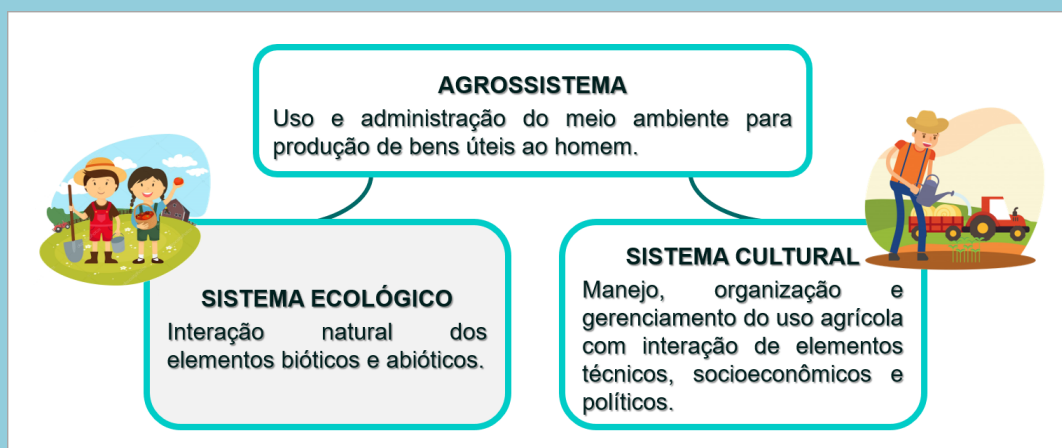 AGROSSISTEMA
Uso e administração do meio ambiente para
produção de bens úteis ao homem.
SISTEMA ECOLÓGICO
Interação natural dos
elementos bióticos e abióticos.
SISTEMA CULTURAL
Manejo, organização e
gerenciamento do uso agrícola
com interação de elementos
técnicos, socioeconômicos e
políticos.